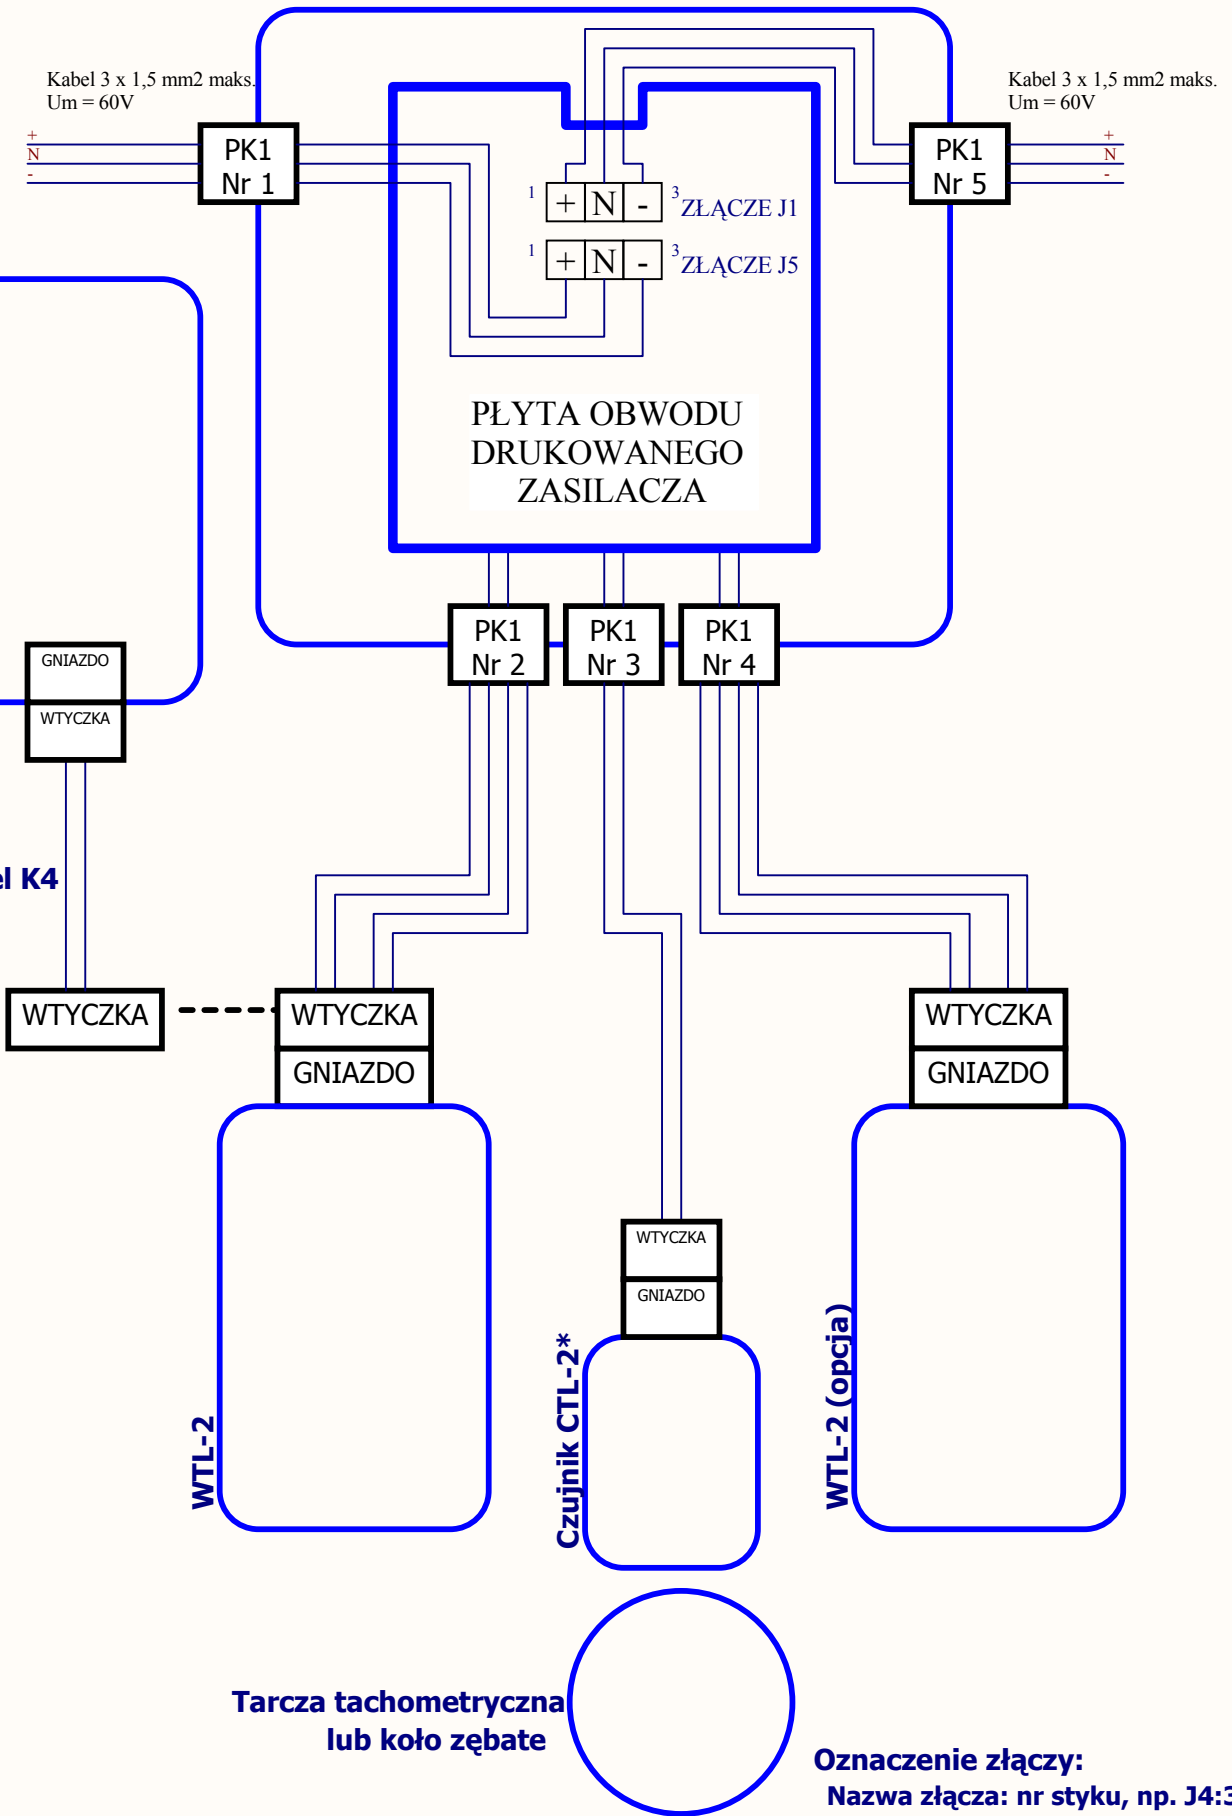 Kabel 3 x 1,5 mm2 maks.
Um = 60V
Kabel 3 x 1,5 mm2 maks.
Um = 60V
+
N
-
PK1
Nr 1
PK1
Nr 5
+
N
-
1 + N - 3 ZŁĄCZE J1
1 + N - 3 ZŁĄCZE J5
PŁYTA OBWODU
DRUKOWANEGO
ZASILACZA
PK1
Nr 2
PK1
Nr 3
PK1
Nr 4
GNIAZDO
WTYCZKA
el K4
WTYCZKA
WTYCZKA
GNIAZDO
WTYCZKA
GNIAZDO
WTYCZKA
GNIAZDO
WTL-2
Czujnik CTL-2*
WTL-2 (opcja)
Tarcza tachometryczna
lub koło zębate
Oznaczenie złączy:
Nazwa złącza: nr styku, np. J4:3